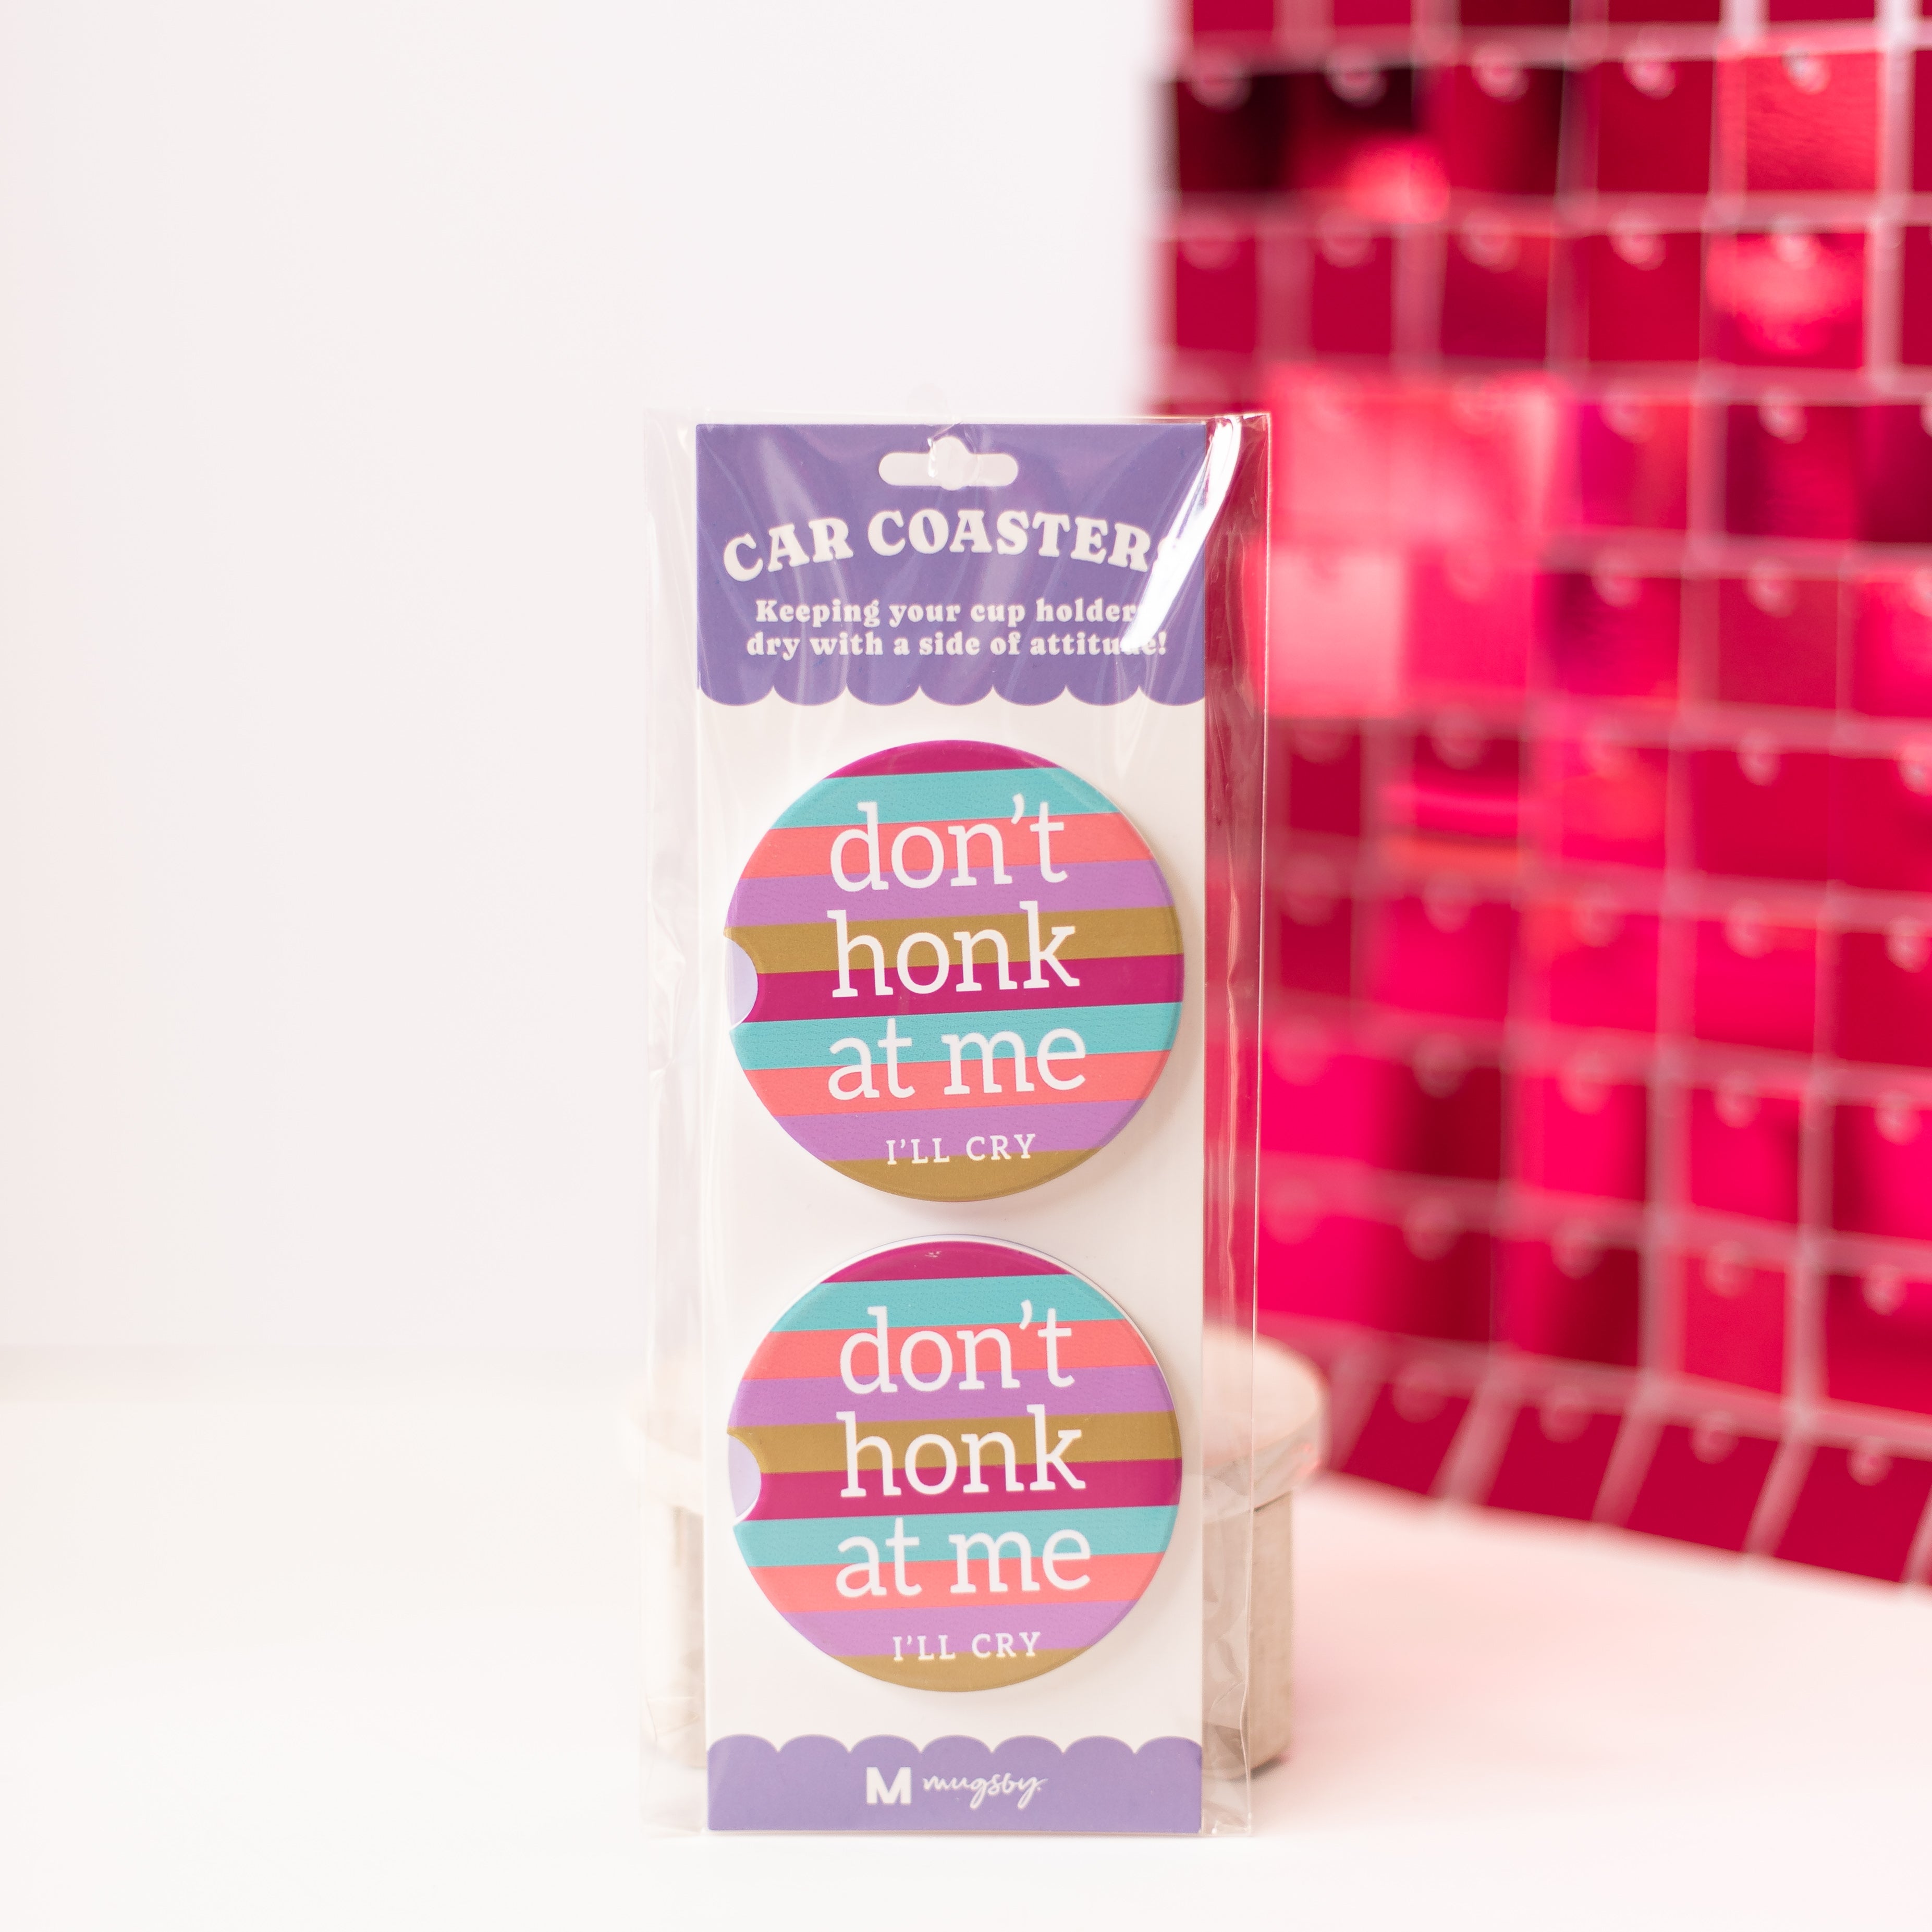 CAR COASTERS
Keeping your cup holder
dry with a side of attitude!
don't
honk
at me
I'LL CRY
don't
honk
at me
I'LL CRY
M mugsby.